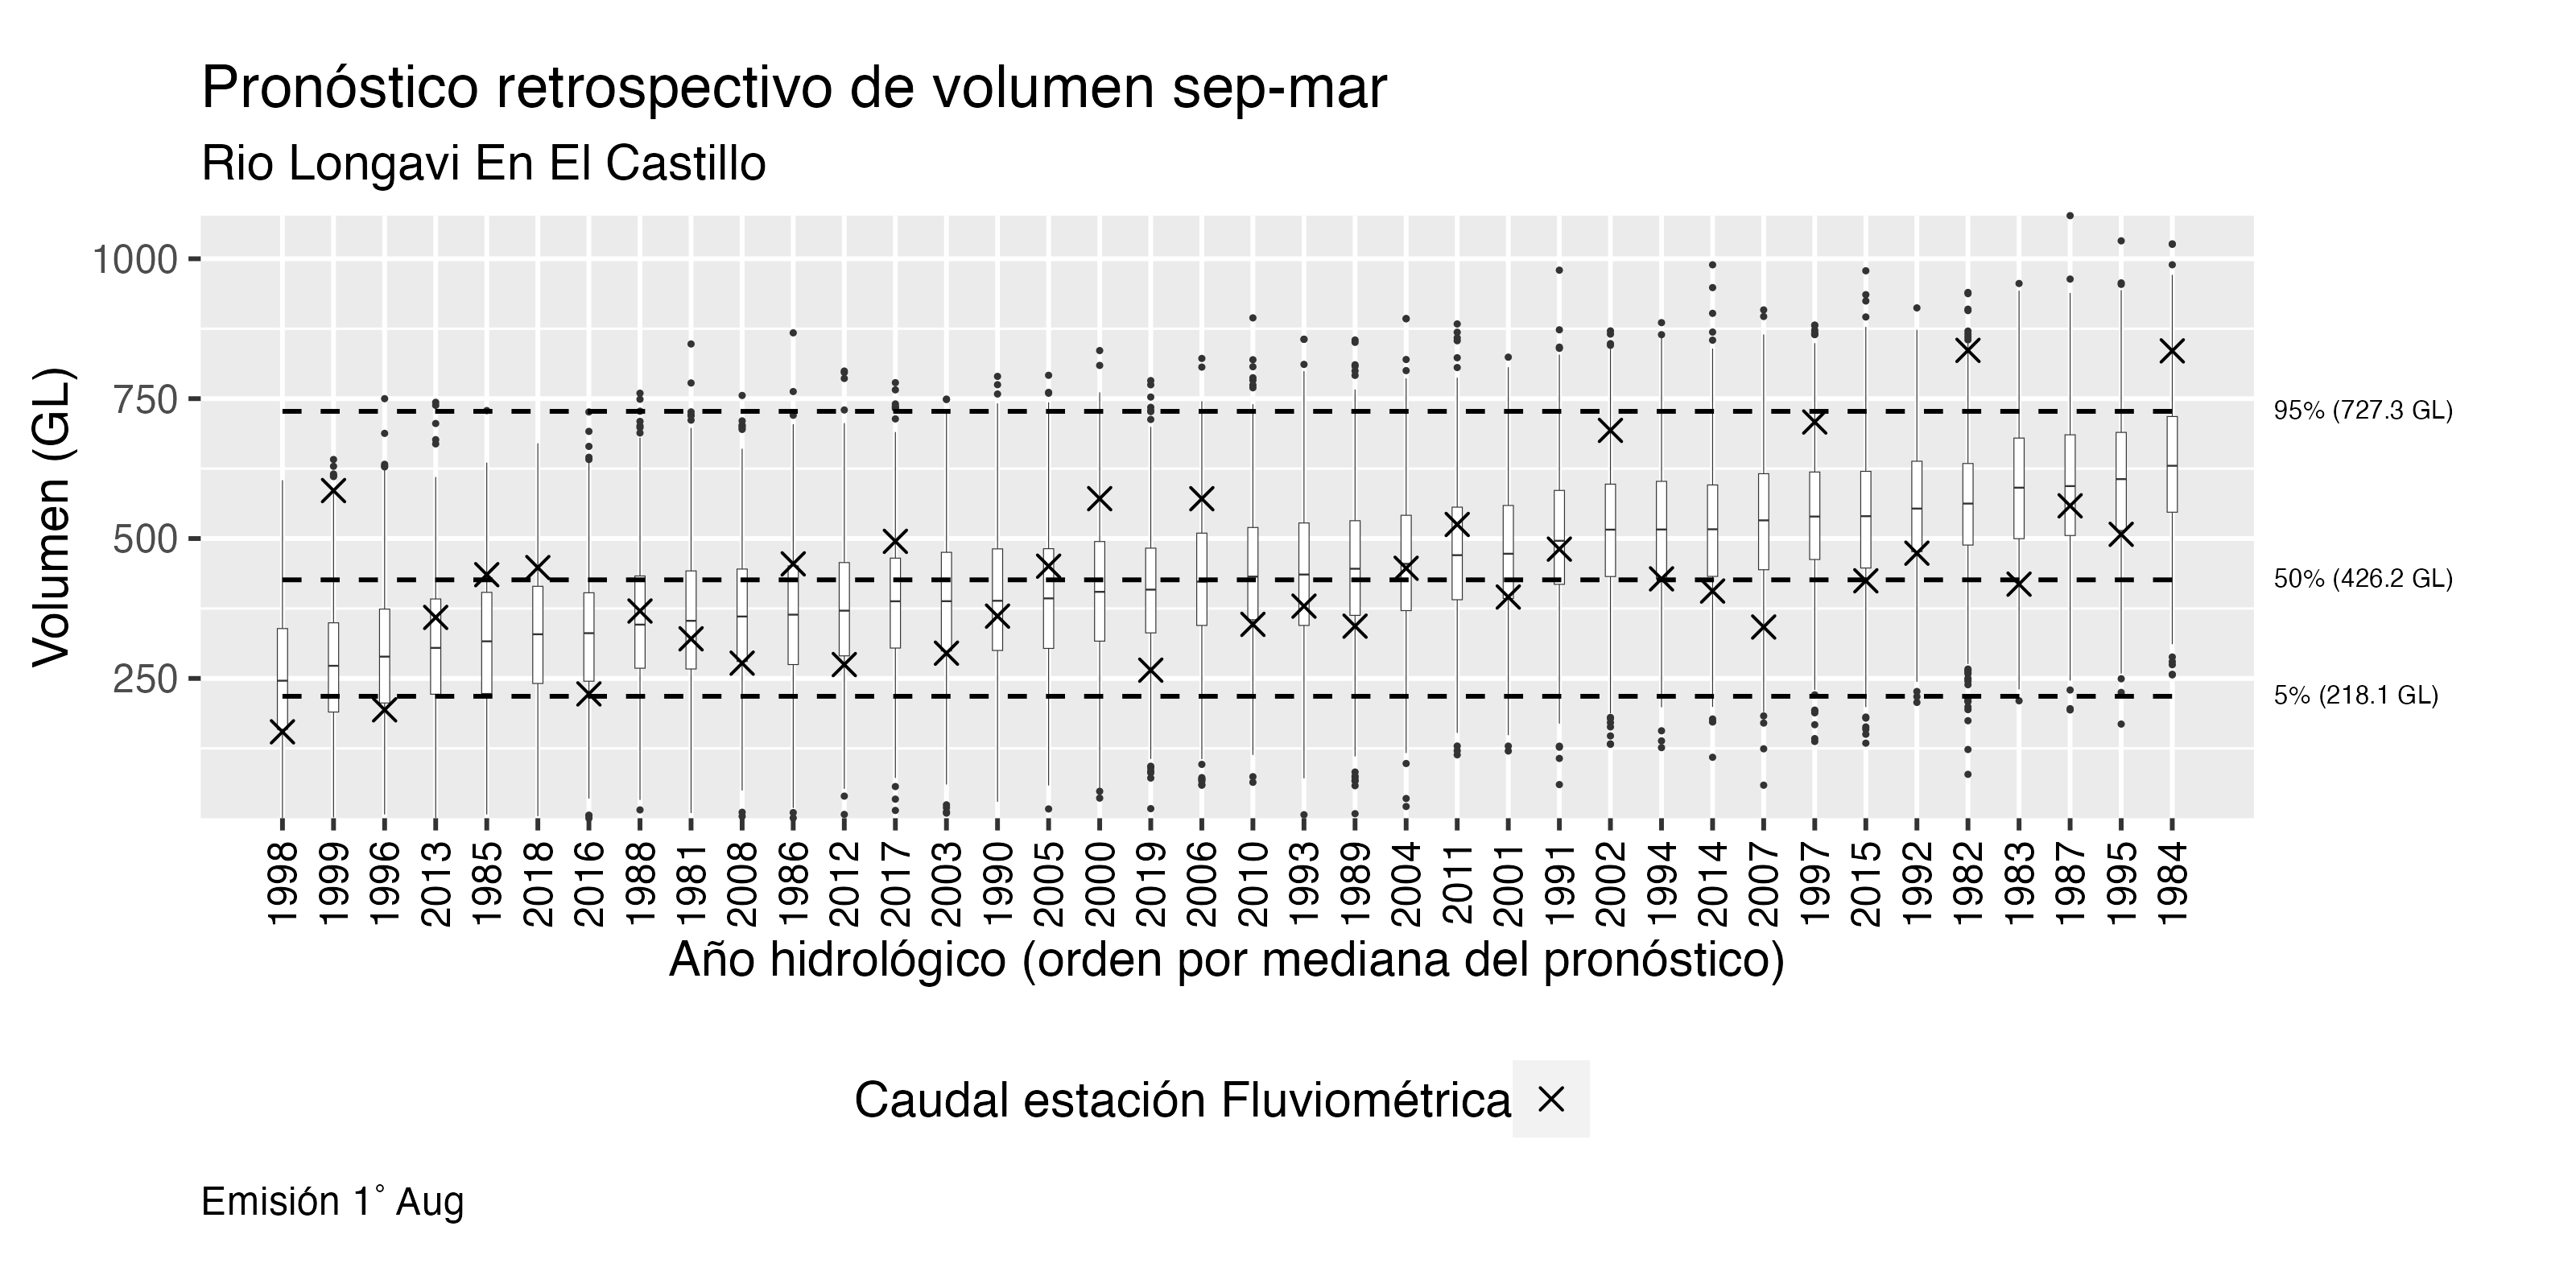 Pronóstico retrospectivo de volumen sep-mar
Rio Longavi En El Castillo
Volumen (GL)
1000
750
500
250
95% (727.3 GL)
50% (426.2 GL)
5% (218.1 GL)
1998 1999 1996 2013 1985 2018 2016 1988 1981 2008 1986 2012 2017 2003 1990 2005 2000 2019 2006 2010 1993 1989 2004 2011 2001 1991 2002 1994 2014 2007 1997 2015 1992 1982 1983 1987 1995 1984
Año hidrológico (orden por mediana del pronóstico)
Caudal estación Fluviométrica
Emisión 1° Aug